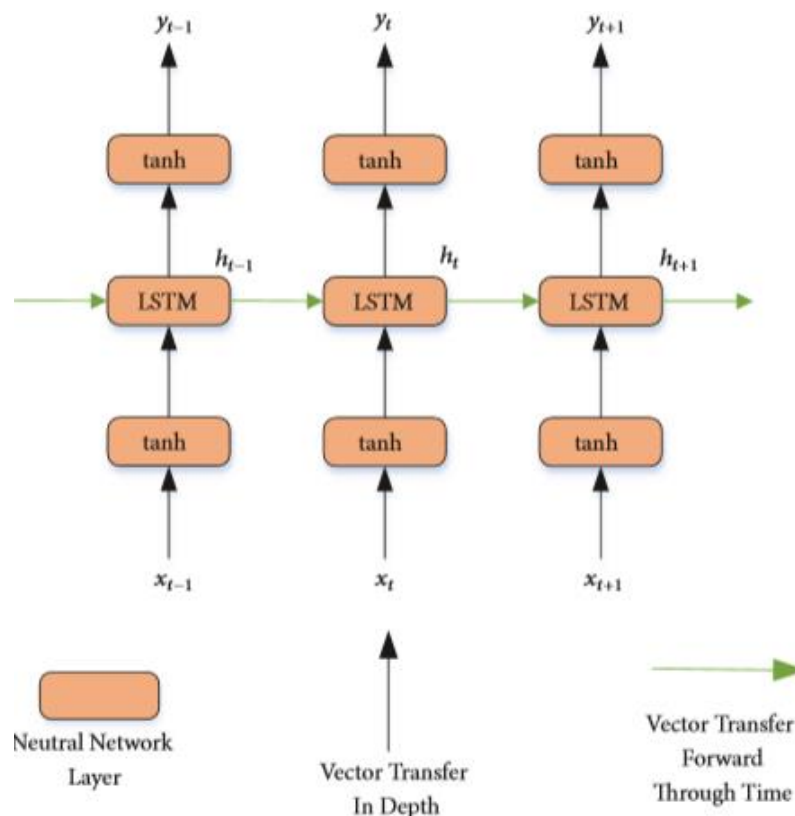 y_{t-1} y_t y_{t+1}
tanh tanh tanh
h_{t-1} h_t h_{t+1}
LSTM LSTM LSTM
tanh tanh tanh
x_{t-1} x_t x_{t+1}
Neutral Network
Layer
Vector Transfer
In Depth
Vector Transfer
Forward
Through Time